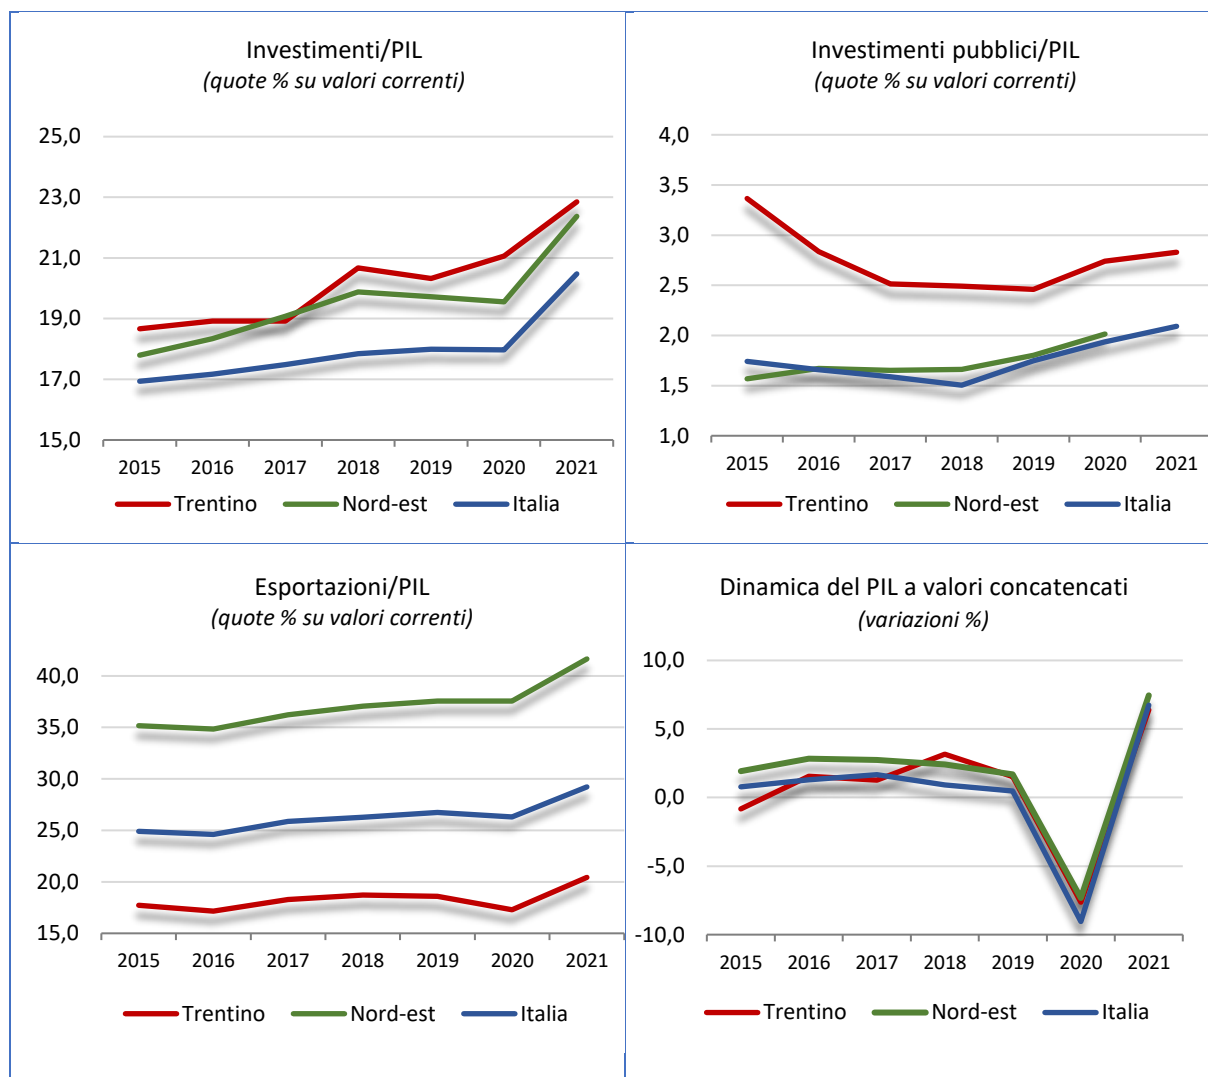 Investimenti/PIL
(quote % su valori correnti)
25,0
23,0
21,0
19,0
17,0
15,0
2015 2016 2017 2018 2019 2020 2021
Trentino Nord-est Italia
Investimenti pubblici/PIL
(quote % su valori correnti)
4,0
3,5
3,0
2,5
2,0
1,5
1,0
2015 2016 2017 2018 2019 2020 2021
Trentino Nord-est Italia
Esportazioni/PIL
(quote % su valori correnti)
40,0
35,0
30,0
25,0
20,0
15,0
2015 2016 2017 2018 2019 2020 2021
Trentino Nord-est Italia
Dinamica del PIL a valori concatencati
(variazioni %)
10,0
5,0
0,0
-5,0
-10,0
2015 2016 2017 2018 2019 2020 2021
Trentino Nord-est Italia